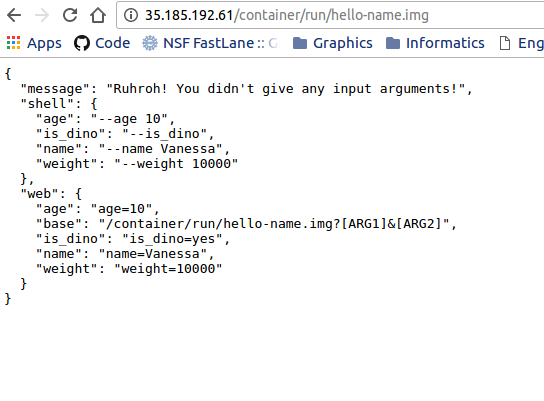 35.185.192.61/container/run/hello-name.img
Apps Code NSF FastLane :: Graphics Informatics Eng
{
  "message": "Ruhroh! You didn't give any input arguments!",
  "shell": {
    "age": "--age 10",
    "is_dino": "--is_dino",
    "name": "--name Vanessa",
    "weight": "--weight 10000"
  },
  "web": {
    "age": "age=10",
    "base": "/container/run/hello-name.img?[ARG1]&[ARG2]",
    "is_dino": "is_dino=yes",
    "name": "name=Vanessa",
    "weight": "weight=10000"
  }
}